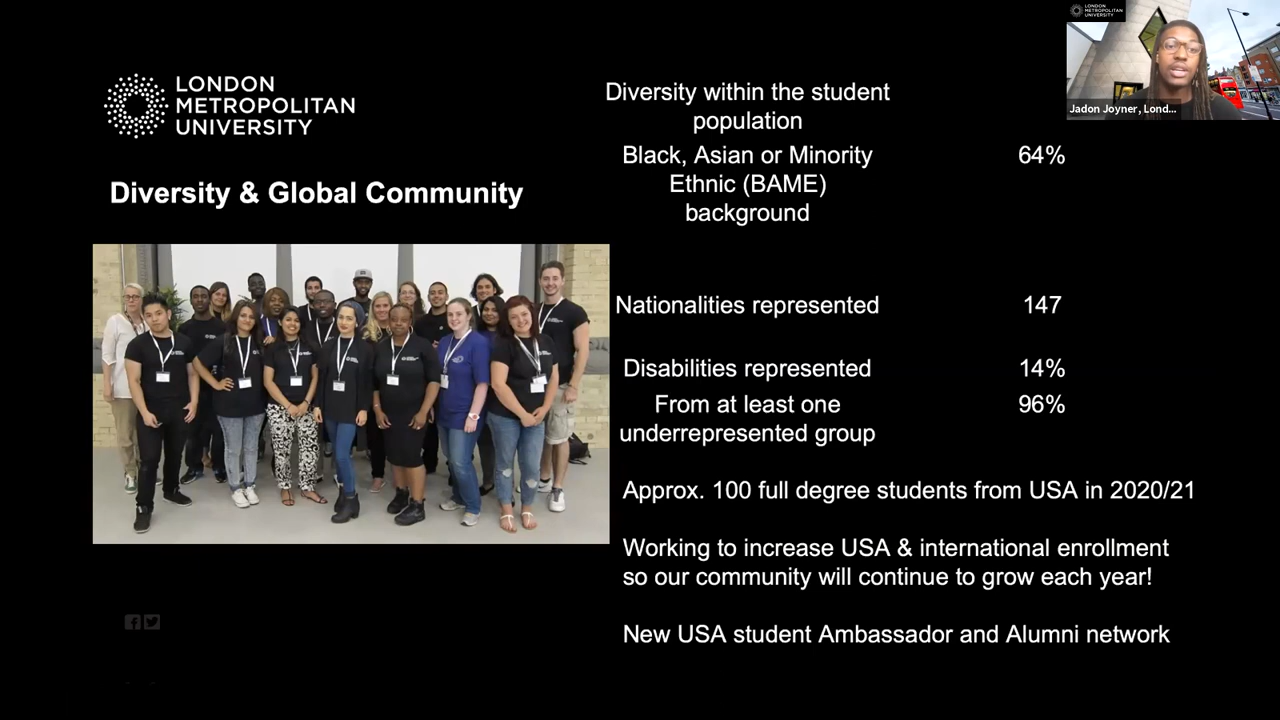 LONDON
METROPOLITAN
UNIVERSITY
Diversity & Global Community
Diversity within the student
population
Black, Asian or Minority
Ethnic (BAME)
background
64%
Nationalities represented
147
Disabilities represented
14%
From at least one
underrepresented group
96%
Approx. 100 full degree students from USA in 2020/21
Working to increase USA & international enrollment
so our community will continue to grow each year!
New USA student Ambassador and Alumni network
LONDON
METROPOLITAN
UNIVERSITY
Jadon Joyner, Lond...